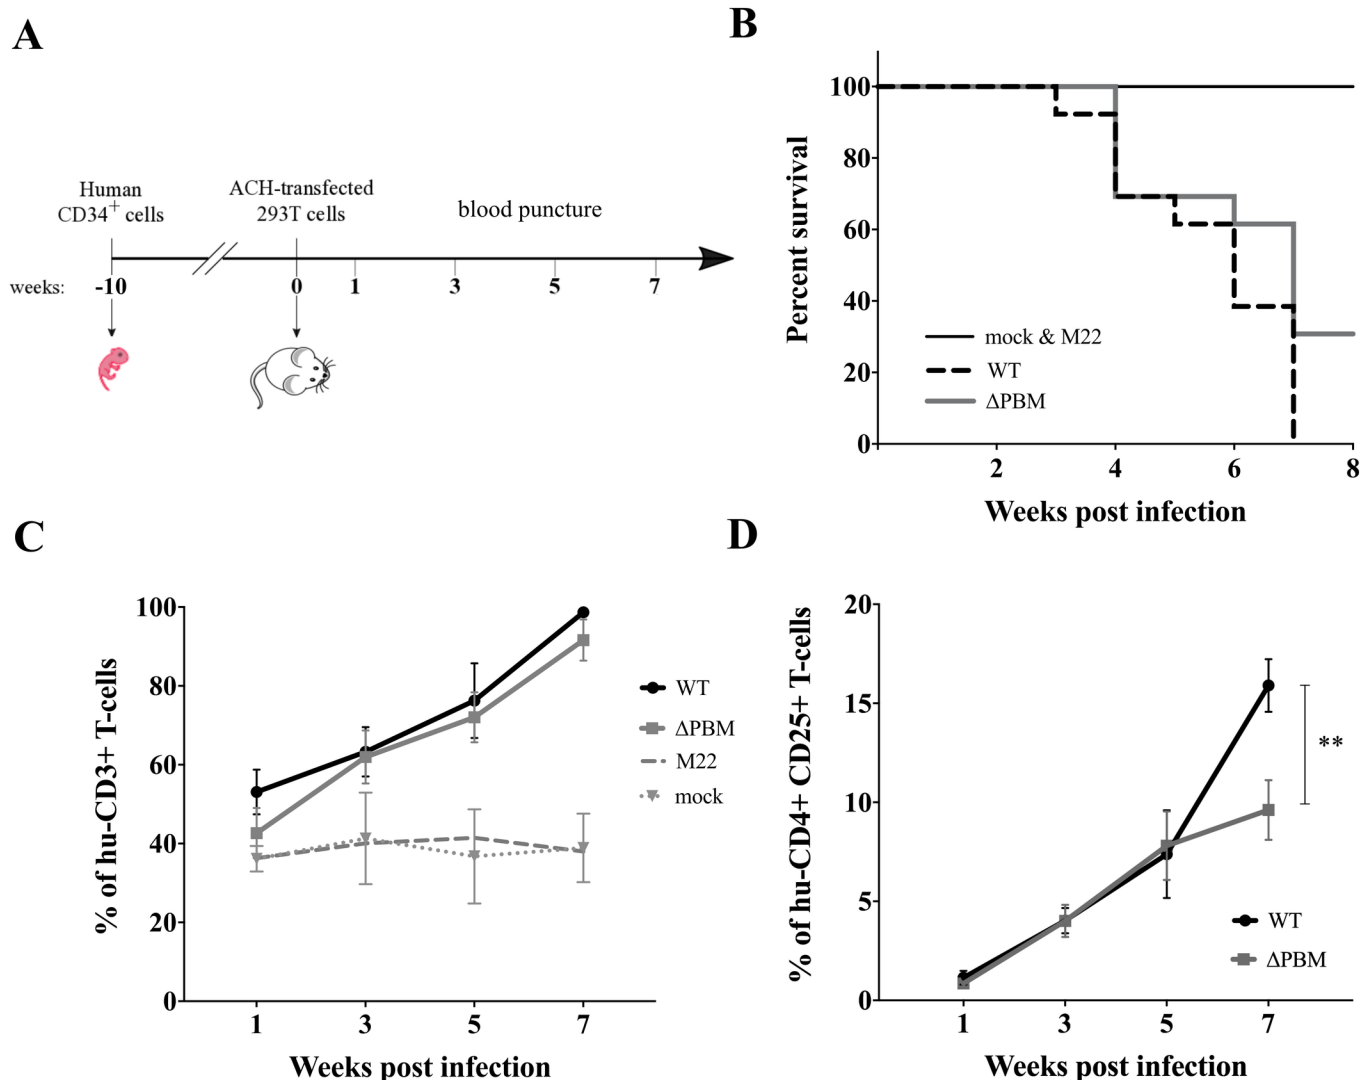 A
Human
CD34+ cells
ACH-transfected
293T cells
blood puncture
weeks:
-10
0
1
3
5
7
B
Percent survival
100
80
60
40
20
0
mock & M22
WT
ΔPBM
2
4
6
8
Weeks post infection
C
% of hu-CD3+ T-cells
100
80
60
40
20
0
WT
ΔPBM
M22
mock
1
3
5
7
Weeks post infection
D
% of hu-CD4+ CD25+ T-cells
20
15
10
5
0
**
WT
ΔPBM
1
3
5
7
Weeks post infection